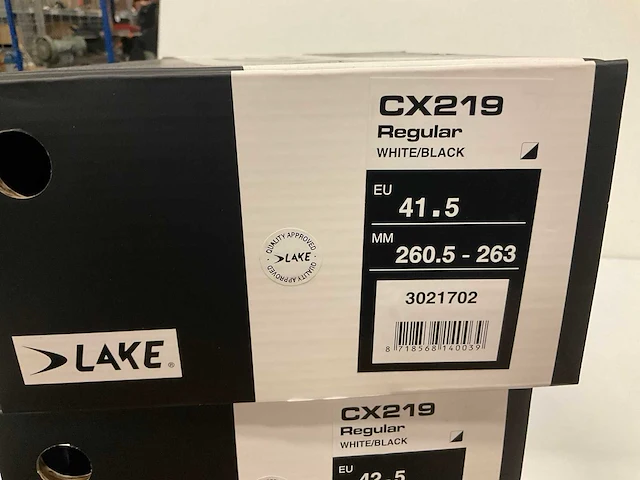 CX219
Regular
WHITE/BLACK
EU
41.5
MM
260.5 - 263
3021702
8 718568 140039
QUALITY APPROVED
LAKE
QUALITY APPROVED
LAKE®
CX219
Regular
WHITE/BLACK
EU